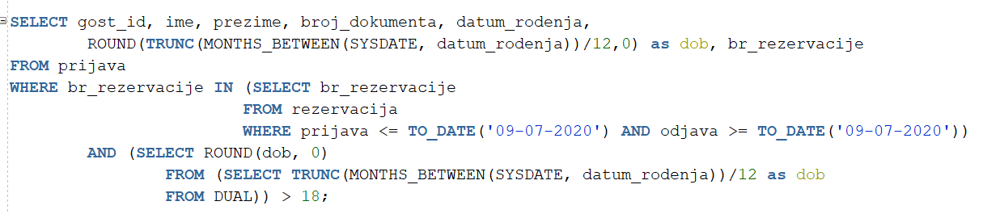 SELECT gost_id, ime, prezime, broj_dokumenta, datum_rodenja,
ROUND(TRUNC(MONTHS_BETWEEN(SYSDATE, datum_rodenja))/12,0) as dob, br_rezervacije
FROM prijava
WHERE br_rezervacije IN (SELECT br_rezervacije
FROM rezervacija
WHERE prijava <= TO_DATE('09-07-2020') AND odjava >= TO_DATE('09-07-2020'))
AND (SELECT ROUND(dob, 0)
FROM (SELECT TRUNC(MONTHS_BETWEEN(SYSDATE, datum_rodenja))/12 as dob
FROM DUAL)) > 18;